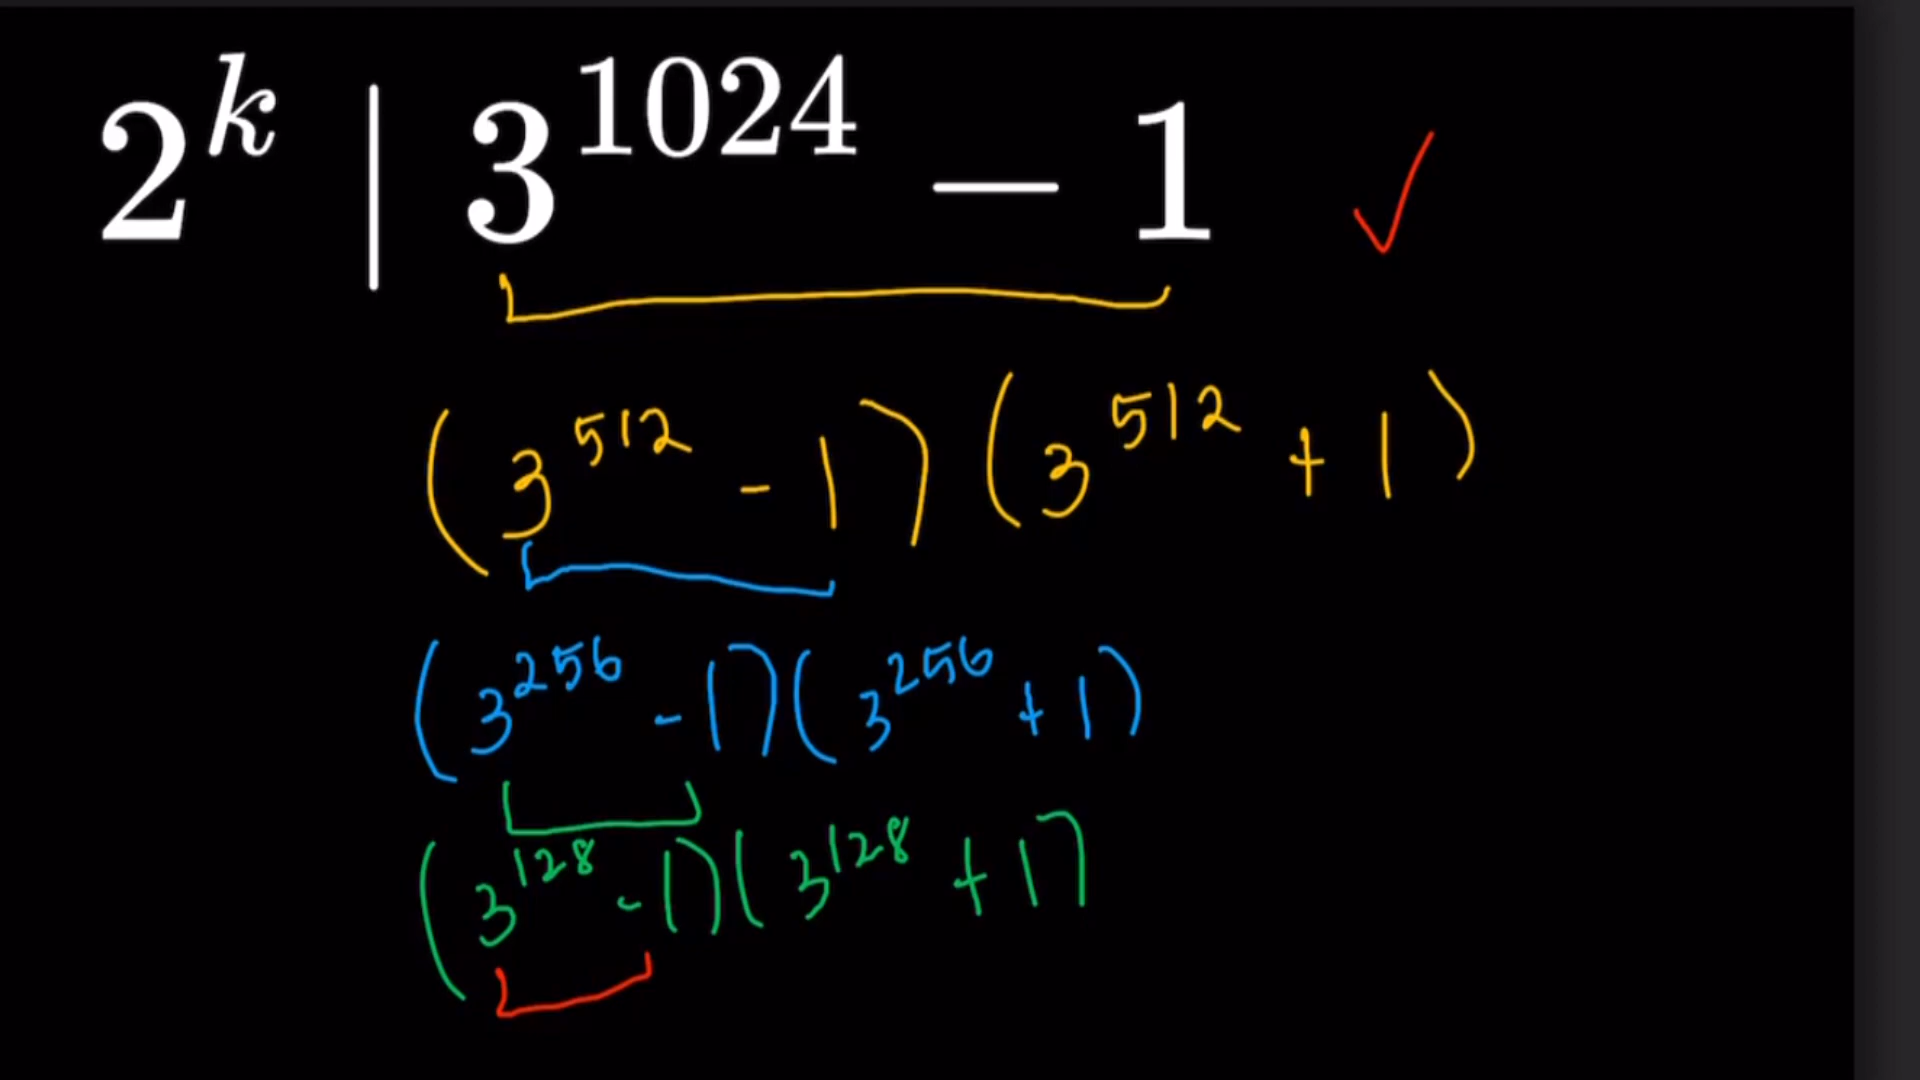 2^k | 3^1024 − 1 ✓
(3^512 - 1)(3^512 + 1)
(3^256 - 1)(3^256 + 1)
(3^128 - 1)(3^128 + 1)